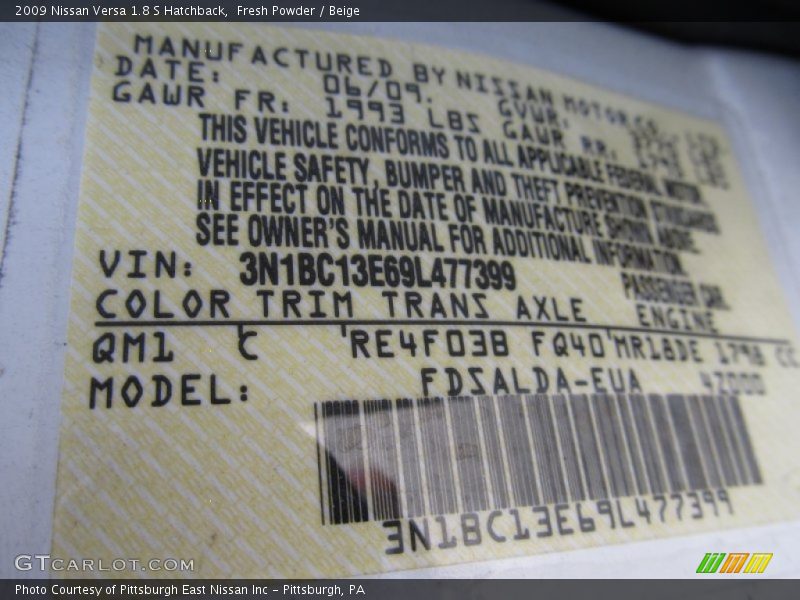 2009 Nissan Versa 1.8 S Hatchback,  Fresh Powder / Beige
MANUFACTURED BY NISSAN MOTOR CO.
DATE: 06/09. GVWR:
GAWR FR: 1993 LBS GAWR RR:
THIS VEHICLE CONFORMS TO ALL APPLICABLE FEDERAL MOTOR
VEHICLE SAFETY, BUMPER AND THEFT PREVENTION STANDARDS
IN EFFECT ON THE DATE OF MANUFACTURE SHOWN ABOVE.
SEE OWNER'S MANUAL FOR ADDITIONAL INFORMATION.
VIN: 3N1BC13E69L477399 PASSENGER CAR
COLOR TRIM TRANS AXLE ENGINE
QM1 C RE4F03B FQ40 MR18DE 1798 CC
MODEL: FDSALDA-EUA
3N1BC13E69L477399
GTCARLOT.COM
Photo Courtesy of Pittsburgh East Nissan Inc - Pittsburgh, PA